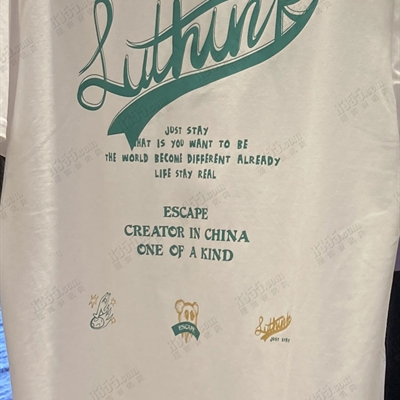 Luthink
JUST STAY
THAT IS YOU WANT TO BE
THE WORLD BECOME DIFFERENT ALREADY
LIFE STAY REAL
ESCAPE
CREATOR IN CHINA
ONE OF A KIND
ESCAPE
Luthink
JUST STAY